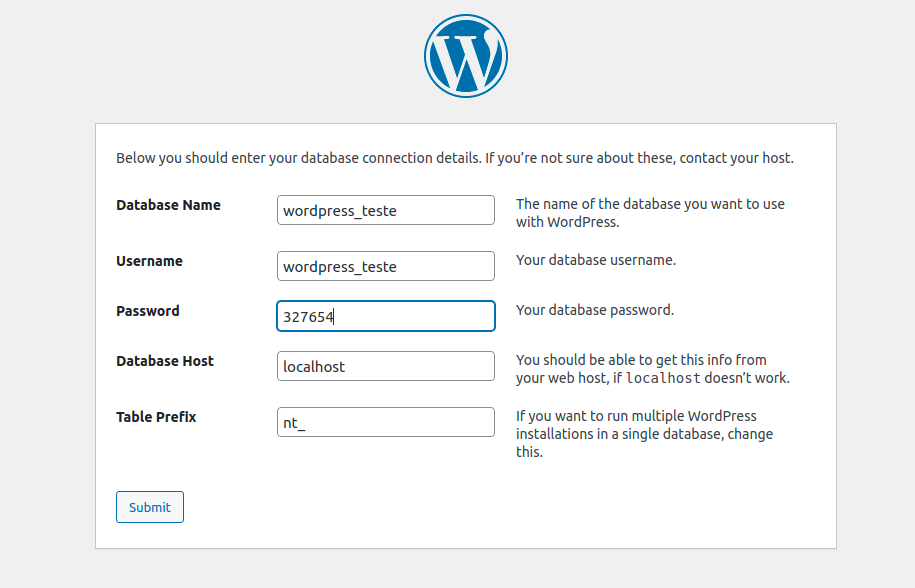 Below you should enter your database connection details. If you’re not sure about these, contact your host.
Database Name
wordpress_teste
The name of the database you want to use
with WordPress.
Username
wordpress_teste
Your database username.
Password
327654
Your database password.
Database Host
localhost
You should be able to get this info from
your web host, if localhost doesn’t work.
Table Prefix
nt_
If you want to run multiple WordPress
installations in a single database, change
this.
Submit